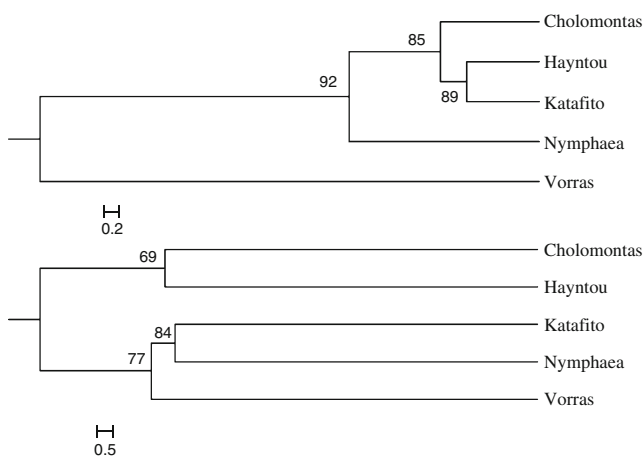 Cholomontas
85
Hayntou
92
89
Katafito
Nymphaea
Vorras
0.2
Cholomontas
69
Hayntou
Katafito
84
77
Nymphaea
Vorras
0.5